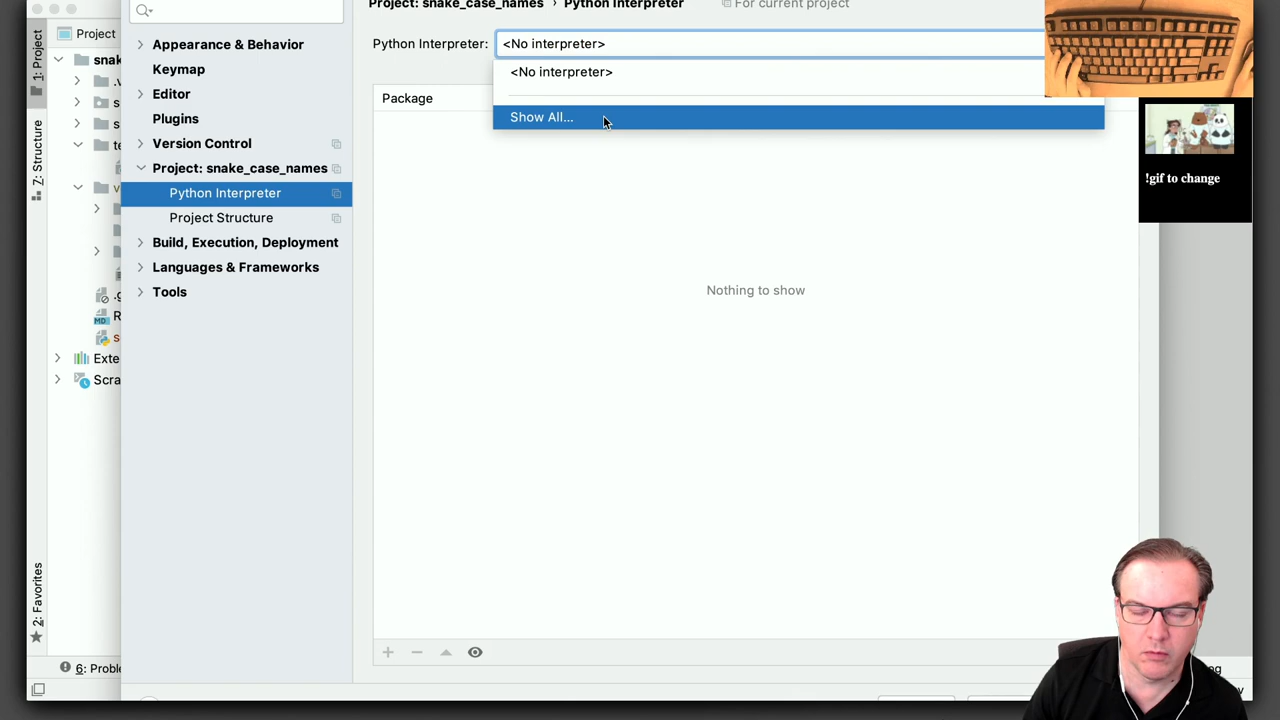 Project: snake_case_names › Python Interpreter
For current project
1: Project
Project
Appearance & Behavior
Python Interpreter:
<No interpreter>
snak
Keymap
<No interpreter>
Editor
Package
Plugins
Show All...
Version Control
Project: snake_case_names
Z: Structure
Python Interpreter
!gif to change
Project Structure
Build, Execution, Deployment
Languages & Frameworks
Nothing to show
Tools
.g
MD
R
s
Exte
Scra
2: Favorites
6: Proble